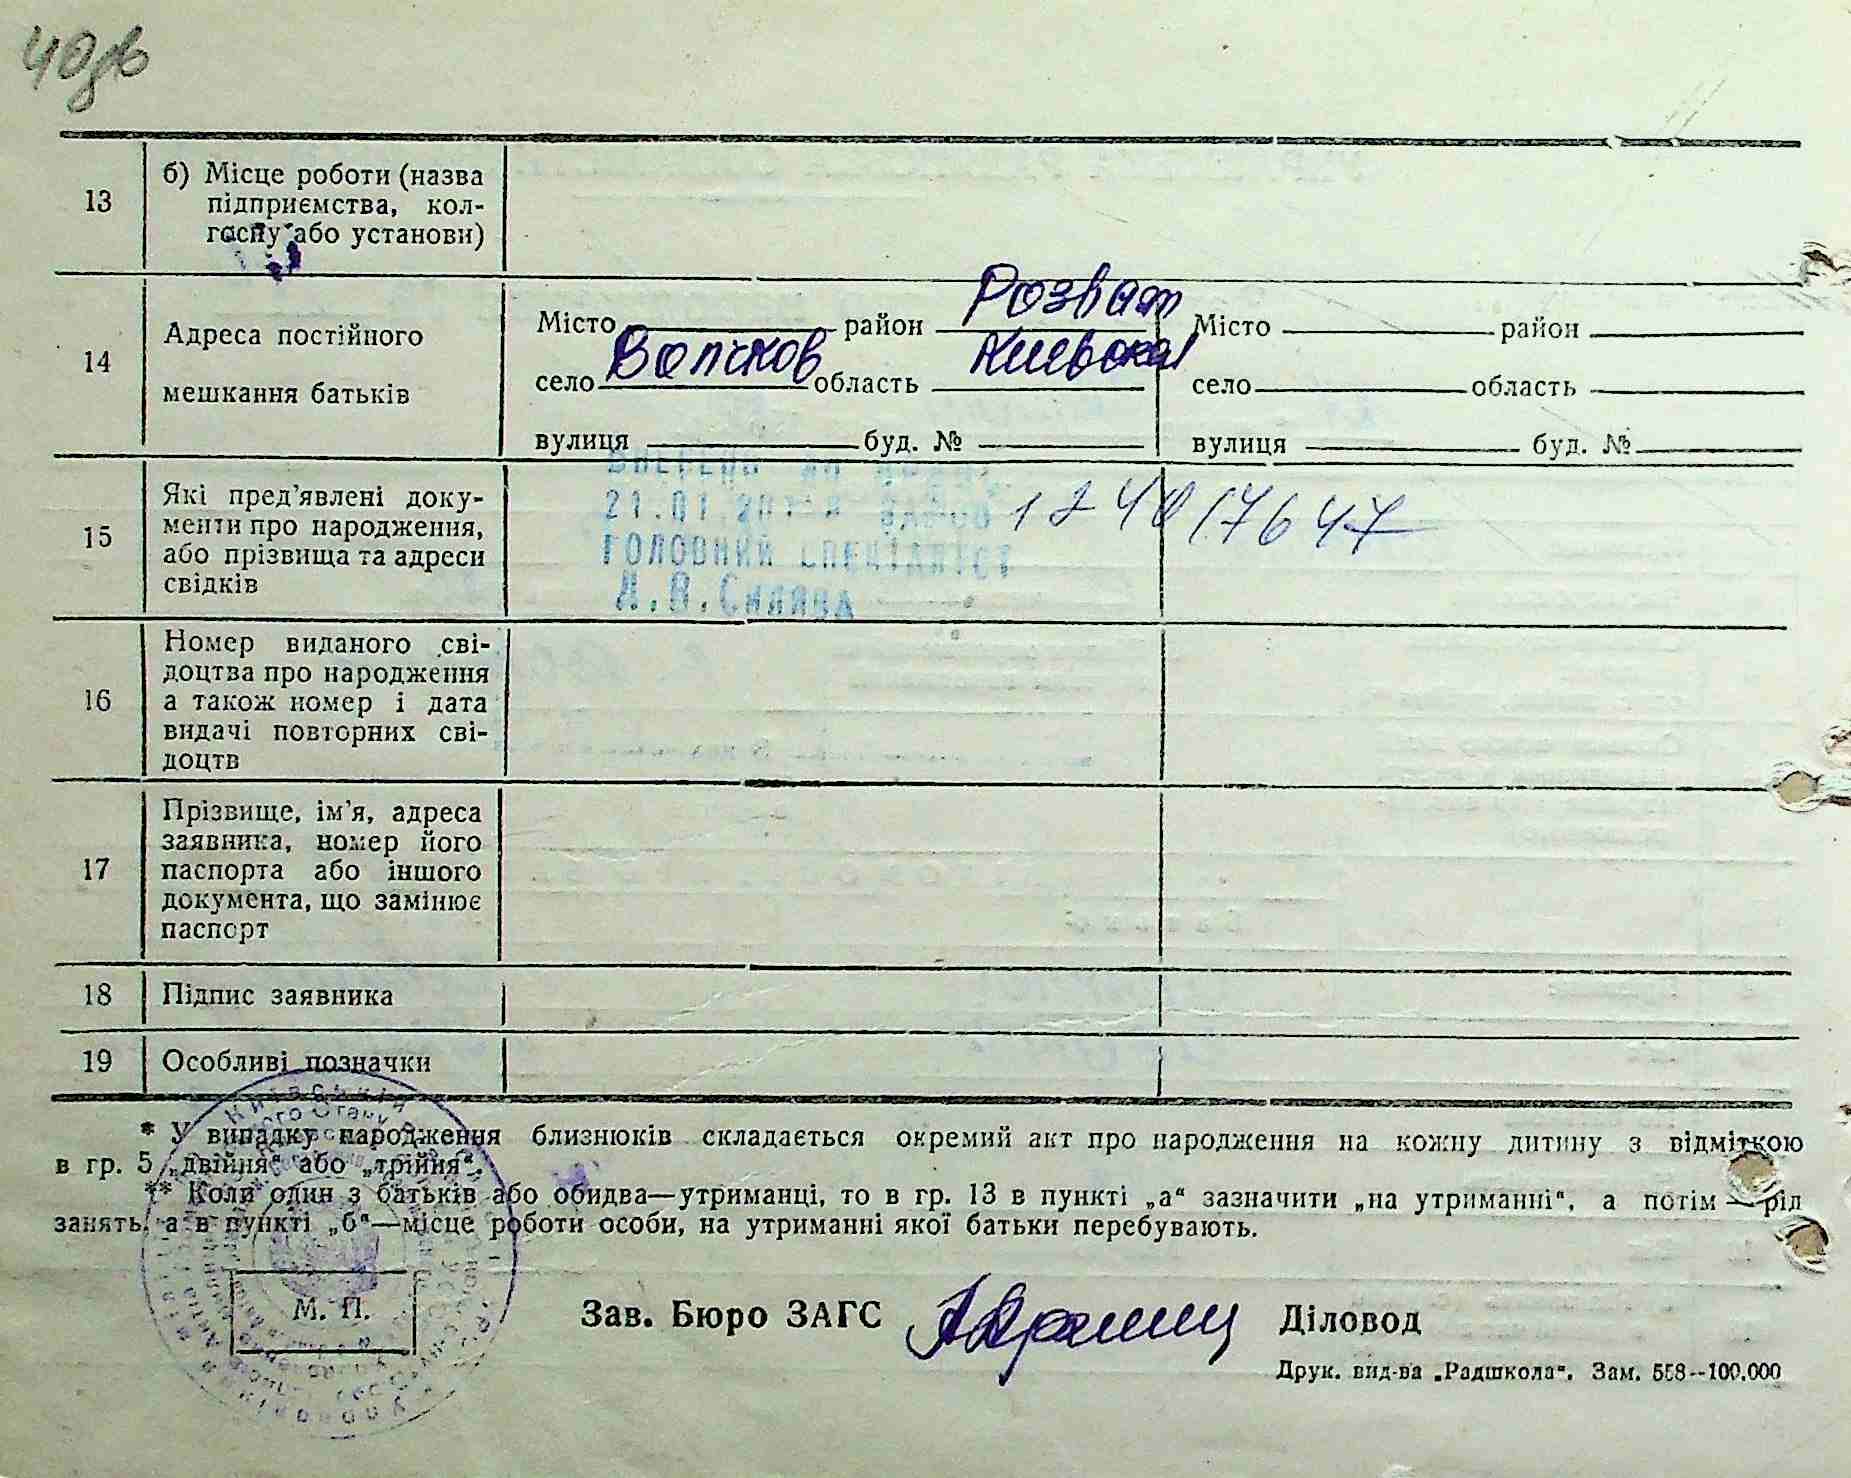 40зв
13 б) Місце роботи (назва
підприємства, кол-
госпу або установи)
14 Адреса постійного
мешкання батьків
Місто район Розваж Місто район
село Вопчков область Киевская село область
вулиця буд. № вулиця буд. №
15 Які пред'явлені доку-
менти про народження,
або прізвища та адреси
свідків
21.01.
ГОЛОВНИЙ СПЕЦІАЛІСТ
16 Номер виданого сві-
доцтва про народження
а також номер і дата
видачі повторних сві-
доцтв
17 Прізвище, ім'я, адреса
заявника, номер його
паспорта або іншого
документа, що замінює
паспорт
18 Підпис заявника
19 Особливі позначки
* У випадку народження близнюків складається окремий акт про народження на кожну дитину з відміткою
в гр. 5 „двійня“ або „трійня“.
** Коли один з батьків або обидва—утриманці, то в гр. 13 в пункті „а“ зазначити „на утриманні“, а потім — рід
занять, а в пункті „б“—місце роботи особи, на утриманні якої батьки перебувають.
М. П.
Зав. Бюро ЗАГС Діловод
Друк. вид-ва „Радшкола“. Зам. 558--100.000